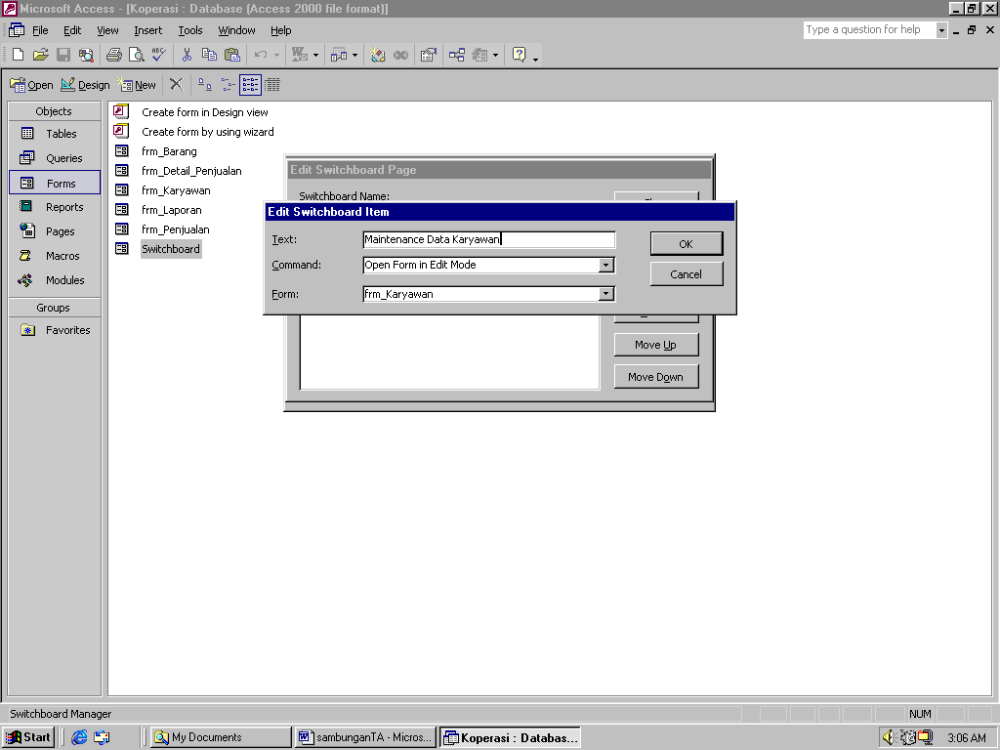 Microsoft Access - [Koperasi : Database (Access 2000 file format)]
File Edit View Insert Tools Window Help
Type a question for help
Open Design New
Objects
Tables
Queries
Forms
Reports
Pages
Macros
Modules
Groups
Favorites
Create form in Design view
Create form by using wizard
frm_Barang
frm_Detail_Penjualan
frm_Karyawan
frm_Laporan
frm_Penjualan
Switchboard
Edit Switchboard Page
Switchboard Name:
Edit Switchboard Item
Text:
Maintenance Data Karyawan
OK
Command:
Open Form in Edit Mode
Cancel
Form:
frm_Karyawan
Move Up
Move Down
Switchboard Manager
NUM
Start
My Documents
sambunganTA - Micros...
Koperasi : Databas...
3:06 AM